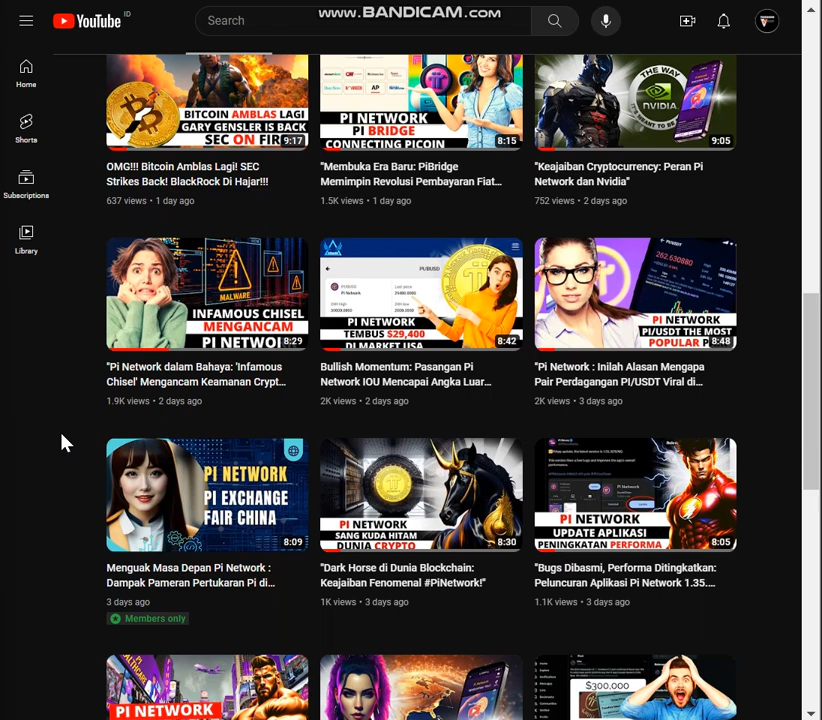 www.BANDICAM.com
YouTube ID
Search
Home
Shorts
Subscriptions
Library
BITCOIN AMBLAS LAGI
GARY GENSLER IS BACK
SEC ON FIR
9:17
OMG!!! Bitcoin Amblas Lagi! SEC
Strikes Back! BlackRock Di Hajar!!!
637 views • 1 day ago
AP
PI NETWORK
PI BRIDGE
CONNECTING PICOIN
8:15
"Membuka Era Baru: PiBridge
Memimpin Revolusi Pembayaran Fiat...
1.5K views • 1 day ago
THE WAY
NVIDIA
9:05
"Keajaiban Cryptocurrency: Peran Pi
Network dan Nvidia"
752 views • 2 days ago
MALWARE
INFAMOUS CHISEL
MENGANCAM
PI NETWO
8:29
"Pi Network dalam Bahaya: 'Infamous
Chisel' Mengancam Keamanan Crypt...
1.9K views • 2 days ago
PI/BUSD
PI NETWORK
TEMBUS $29,400
DI MARKET USA
8:42
Bullish Momentum: Pasangan Pi
Network IOU Mencapai Angka Luar...
2K views • 2 days ago
PI/USDT
262.630880
PI NETWORK
PI/USDT THE MOST
POPULAR P
8:48
"Pi Network : Inilah Alasan Mengapa
Pair Perdagangan PI/USDT Viral di...
2K views • 3 days ago
PI NETWORK
PI EXCHANGE
FAIR CHINA
8:09
Menguak Masa Depan Pi Network :
Dampak Pameran Pertukaran Pi di...
3 days ago
Members only
PI NETWORK
SANG KUDA HITAM
DUNIA CRYPTO
8:30
"Dark Horse di Dunia Blockchain:
Keajaiban Fenomenal #PiNetwork!"
1K views • 3 days ago
Pi Network
PI NETWORK
UPDATE APLIKASI
PENINGKATAN PERFORMA
8:05
"Bugs Dibasmi, Performa Ditingkatkan:
Peluncuran Aplikasi Pi Network 1.35....
1.1K views • 3 days ago
PI NETWORK
$300,000